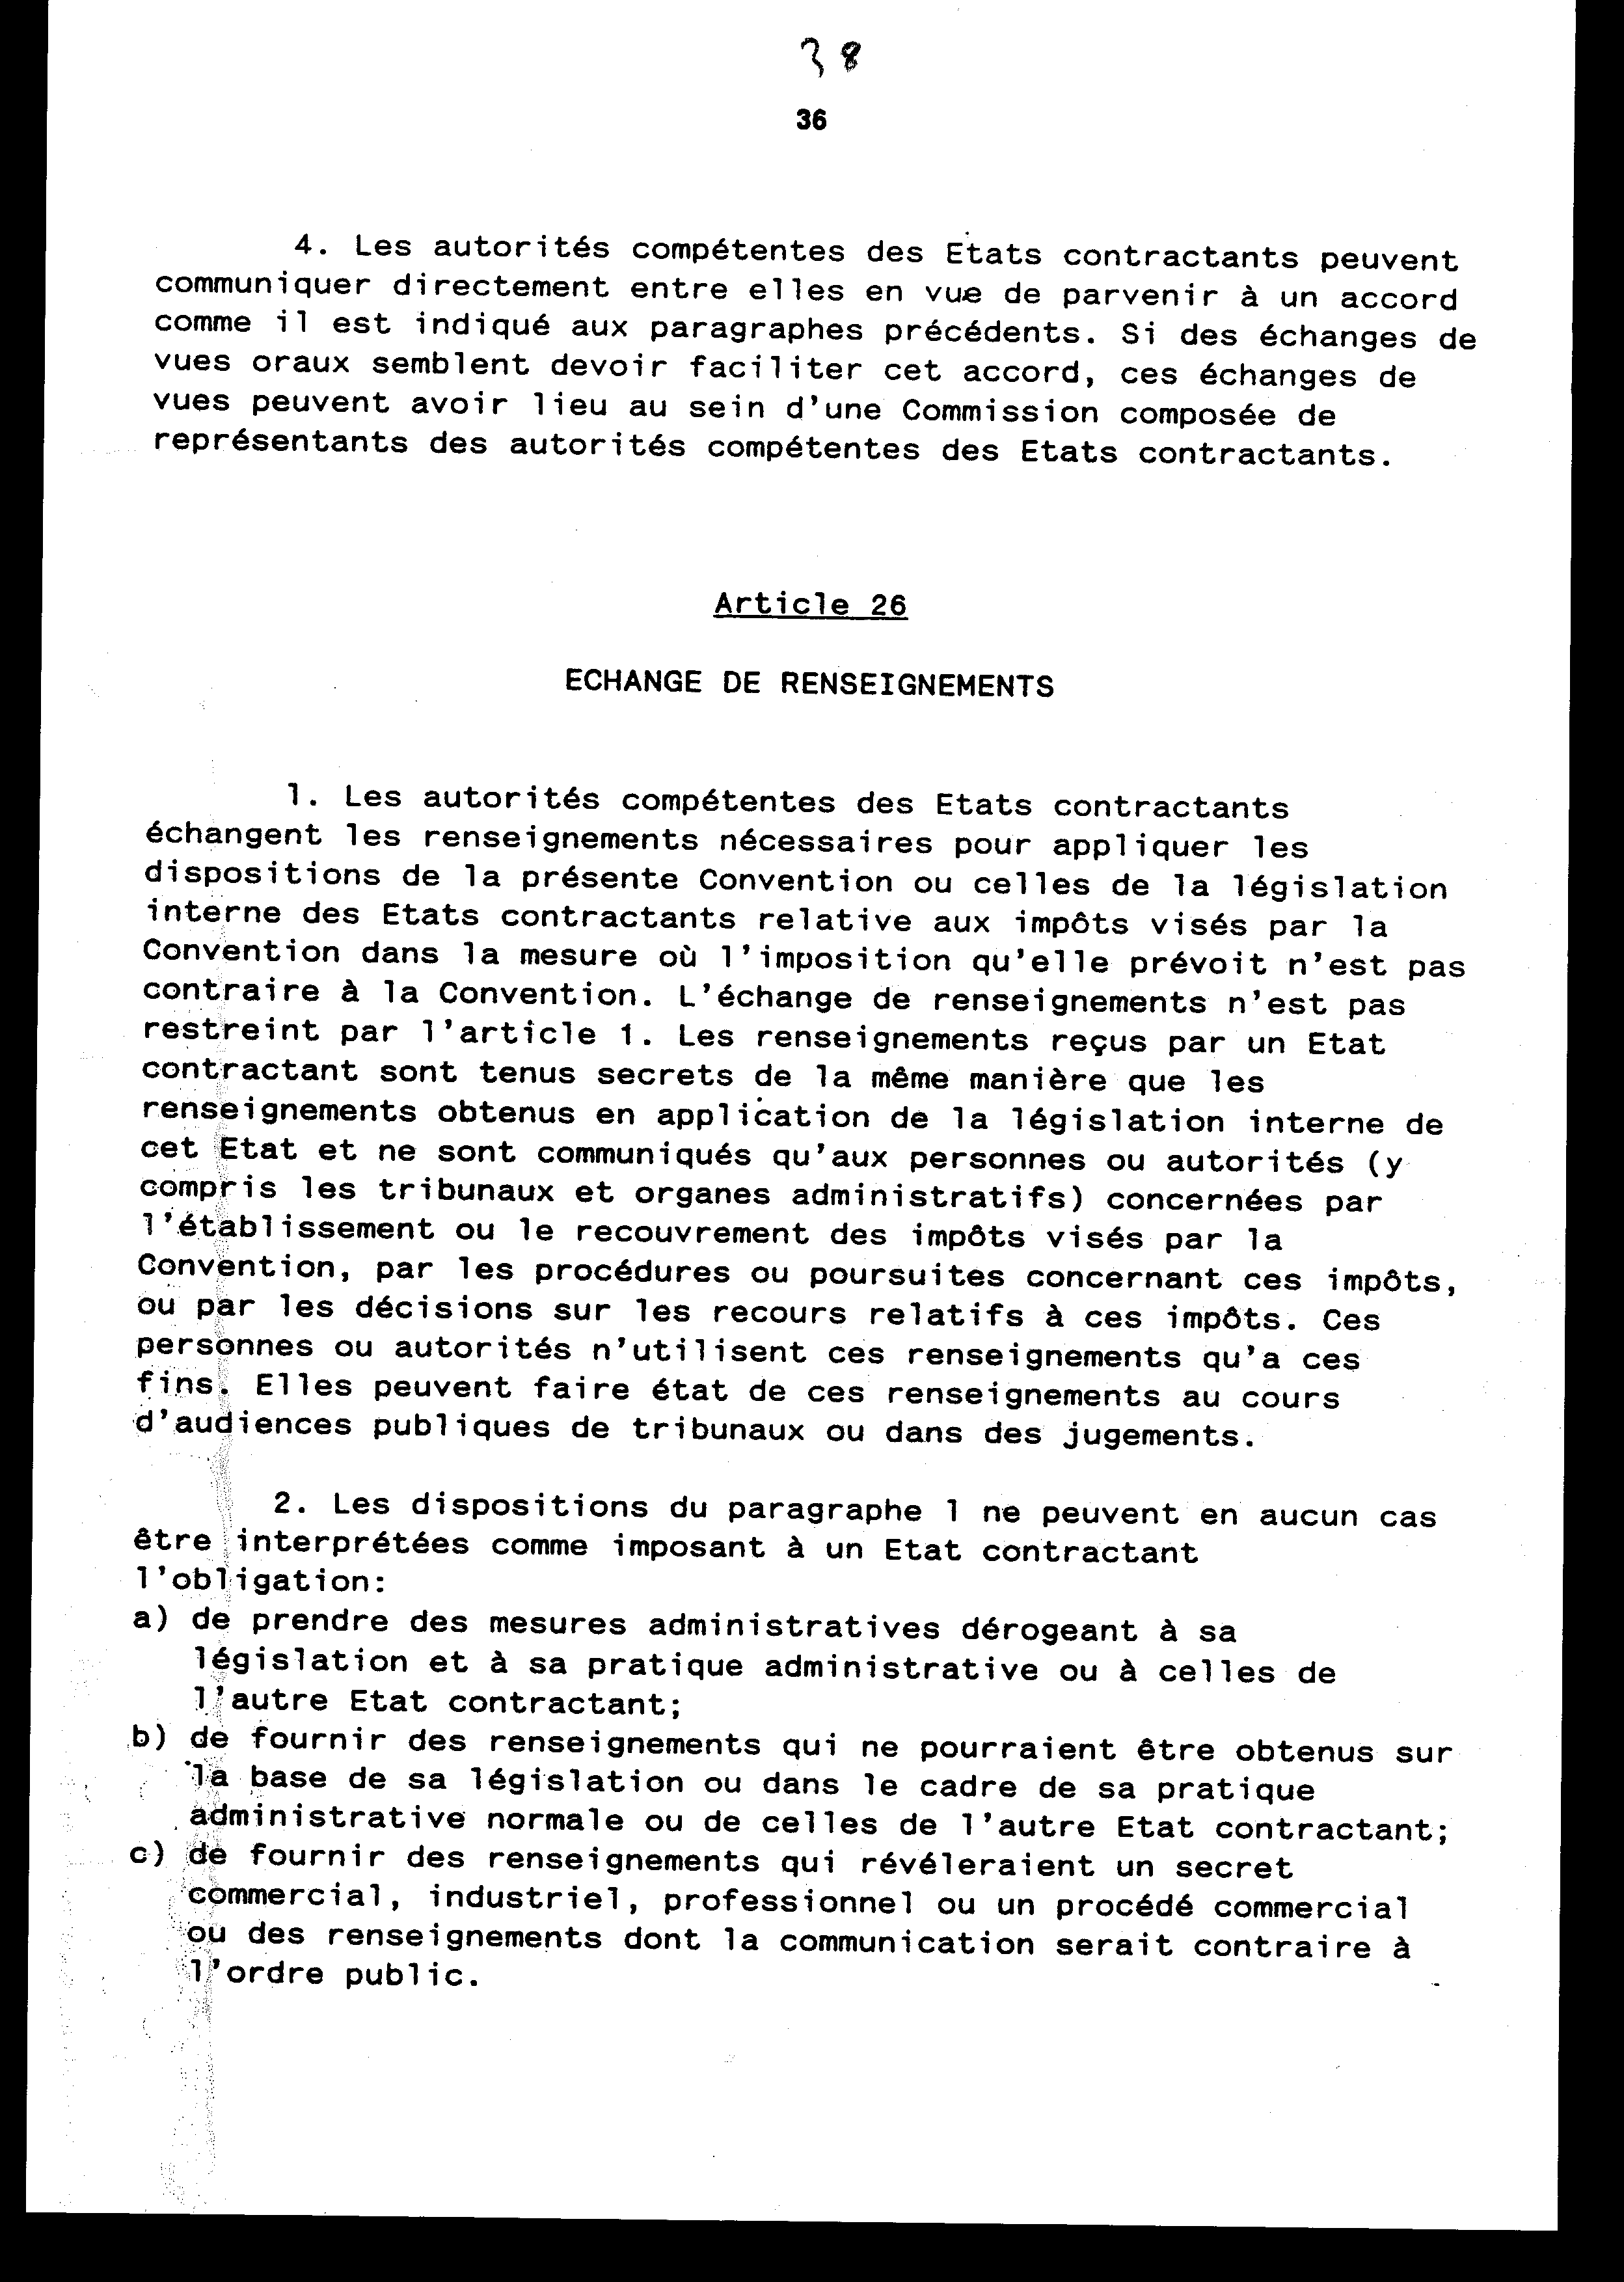 38
36
4. Les autorités compétentes des Etats contractants peuvent
communiquer directement entre elles en vue de parvenir à un accord
comme il est indiqué aux paragraphes précédents. Si des échanges de
vues oraux semblent devoir faciliter cet accord, ces échanges de
vues peuvent avoir lieu au sein d'une Commission composée de
représentants des autorités compétentes des Etats contractants.
Article 26
ECHANGE DE RENSEIGNEMENTS
1. Les autorités compétentes des Etats contractants
échangent les renseignements nécessaires pour appliquer les
dispositions de la présente Convention ou celles de la législation
interne des Etats contractants relative aux impôts visés par la
Convention dans la mesure où l'imposition qu'elle prévoit n'est pas
contraire à la Convention. L'échange de renseignements n'est pas
restreint par l'article 1. Les renseignements reçus par un Etat
contractant sont tenus secrets de la même manière que les
renseignements obtenus en application de la législation interne de
cet Etat et ne sont communiqués qu'aux personnes ou autorités (y
compris les tribunaux et organes administratifs) concernées par
l'établissement ou le recouvrement des impôts visés par la
Convention, par les procédures ou poursuites concernant ces impôts,
ou par les décisions sur les recours relatifs à ces impôts. Ces
personnes ou autorités n'utilisent ces renseignements qu'a ces
fins. Elles peuvent faire état de ces renseignements au cours
d'audiences publiques de tribunaux ou dans des jugements.
2. Les dispositions du paragraphe 1 ne peuvent en aucun cas
être interprétées comme imposant à un Etat contractant
l'obligation:
a) de prendre des mesures administratives dérogeant à sa
législation et à sa pratique administrative ou à celles de
l'autre Etat contractant;
b) de fournir des renseignements qui ne pourraient être obtenus sur
la base de sa législation ou dans le cadre de sa pratique
administrative normale ou de celles de l'autre Etat contractant;
c) de fournir des renseignements qui révéleraient un secret
commercial, industriel, professionnel ou un procédé commercial
ou des renseignements dont la communication serait contraire à
l'ordre public.